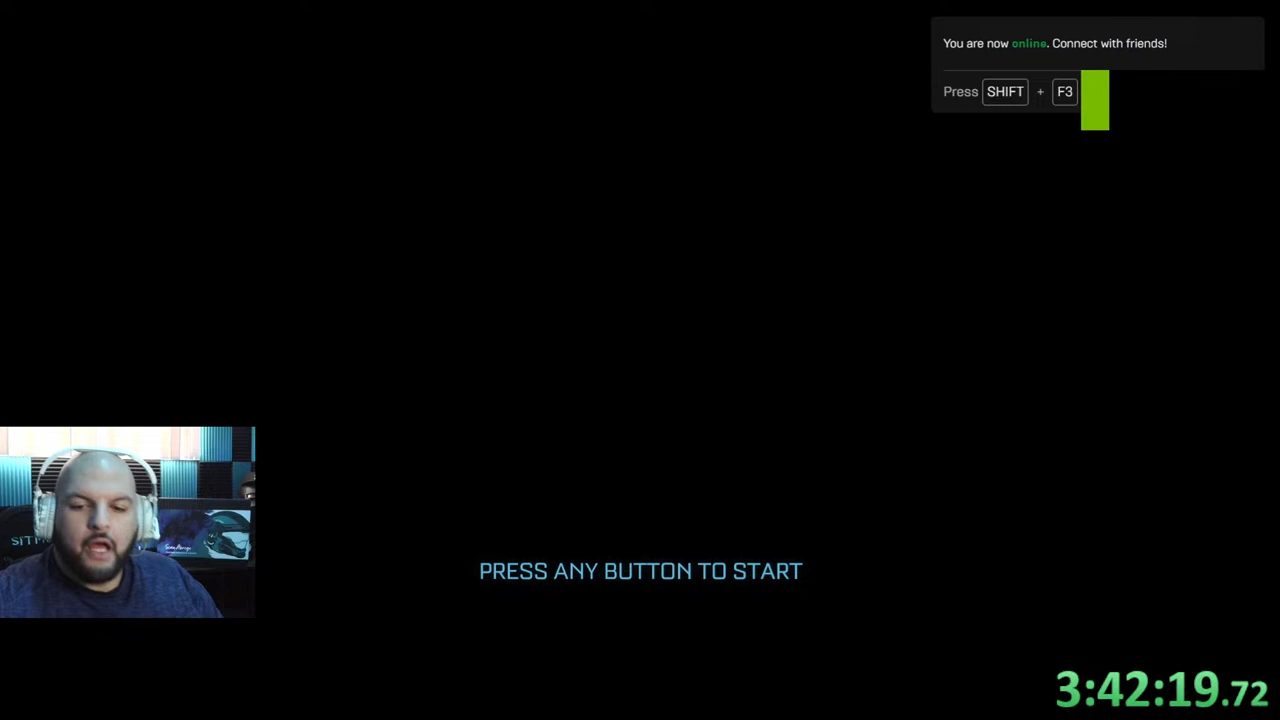 You are now online. Connect with friends!
Press SHIFT + F3
PRESS ANY BUTTON TO START
3:42:19.72